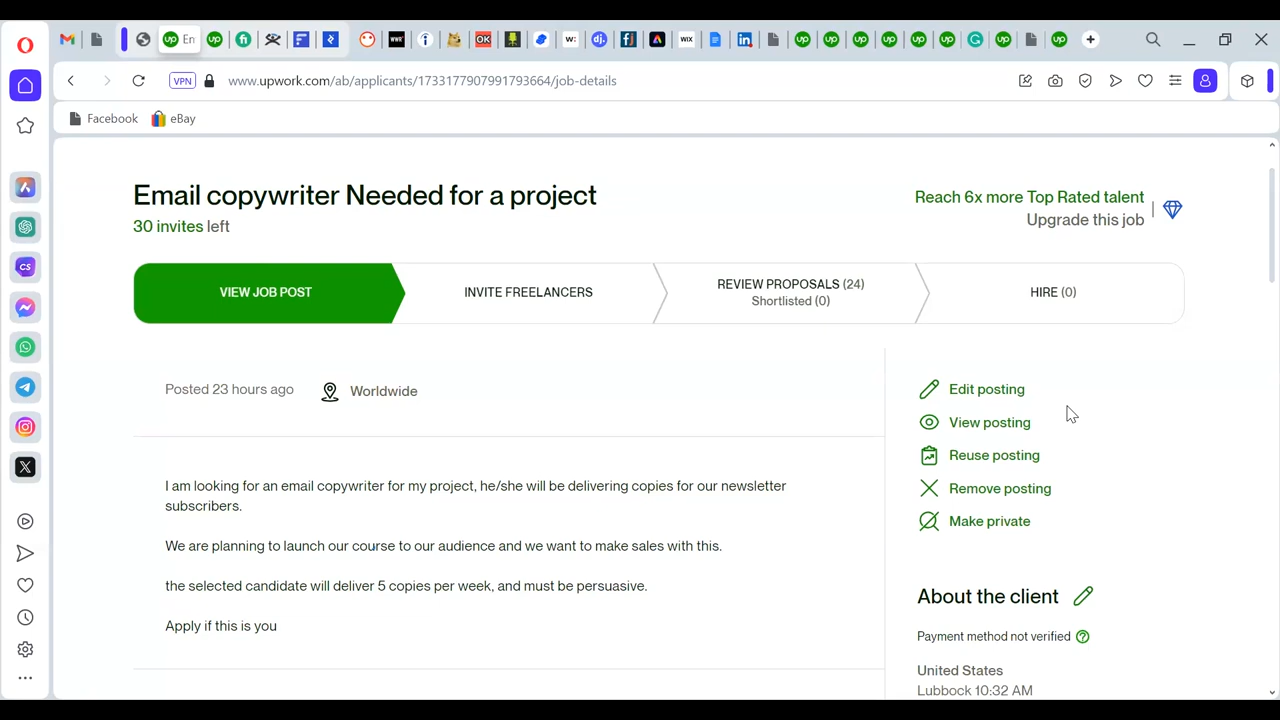 En
VPN
www.upwork.com/ab/applicants/1733177907991793664/job-details
Facebook
eBay
Email copywriter Needed for a project
30 invites left
Reach 6x more Top Rated talent
Upgrade this job
VIEW JOB POST
INVITE FREELANCERS
REVIEW PROPOSALS (24)
Shortlisted (0)
HIRE (0)
Posted 23 hours ago
Worldwide
Edit posting
View posting
Reuse posting
Remove posting
Make private
I am looking for an email copywriter for my project, he/she will be delivering copies for our newsletter
subscribers.
We are planning to launch our course to our audience and we want to make sales with this.
the selected candidate will deliver 5 copies per week, and must be persuasive.
Apply if this is you
About the client
Payment method not verified
United States
Lubbock 10:32 AM